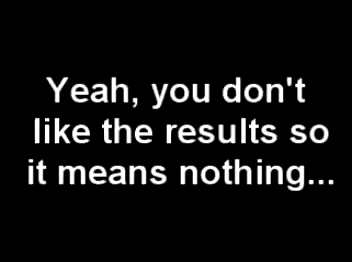 Yeah, you don't
like the results so
it means nothing...